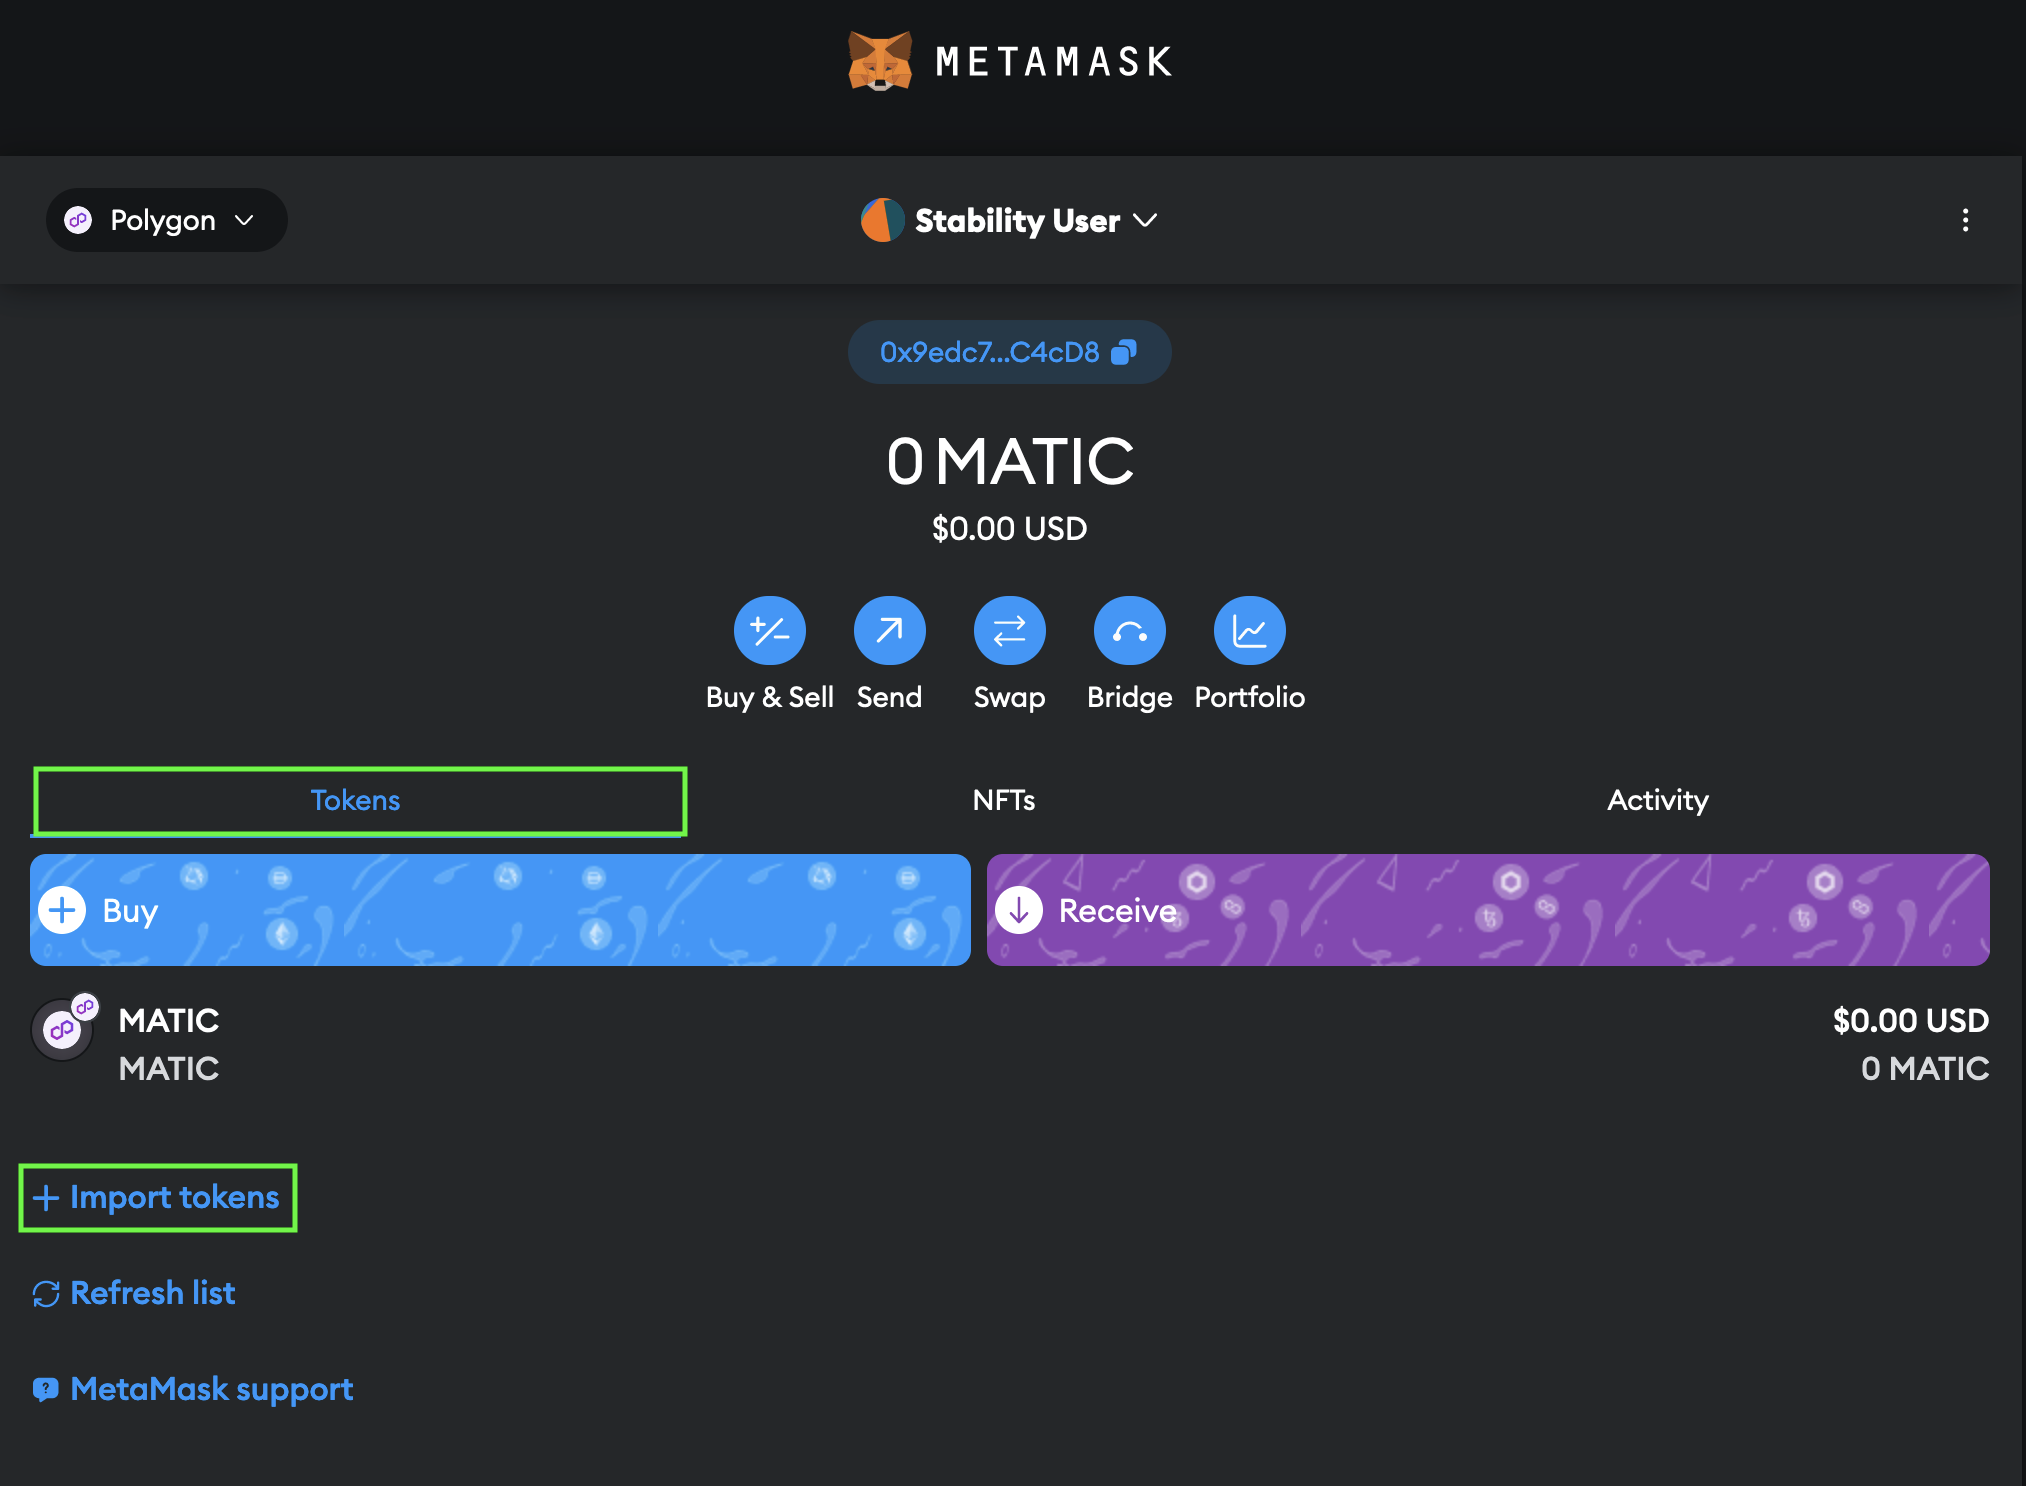 METAMASK
Polygon
Stability User
0x9edc7...C4cD8
0 MATIC
$0.00 USD
Buy & Sell
Send
Swap
Bridge
Portfolio
Tokens
NFTs
Activity
Buy
Receive
MATIC
$0.00 USD
MATIC
0 MATIC
Import tokens
Refresh list
MetaMask support